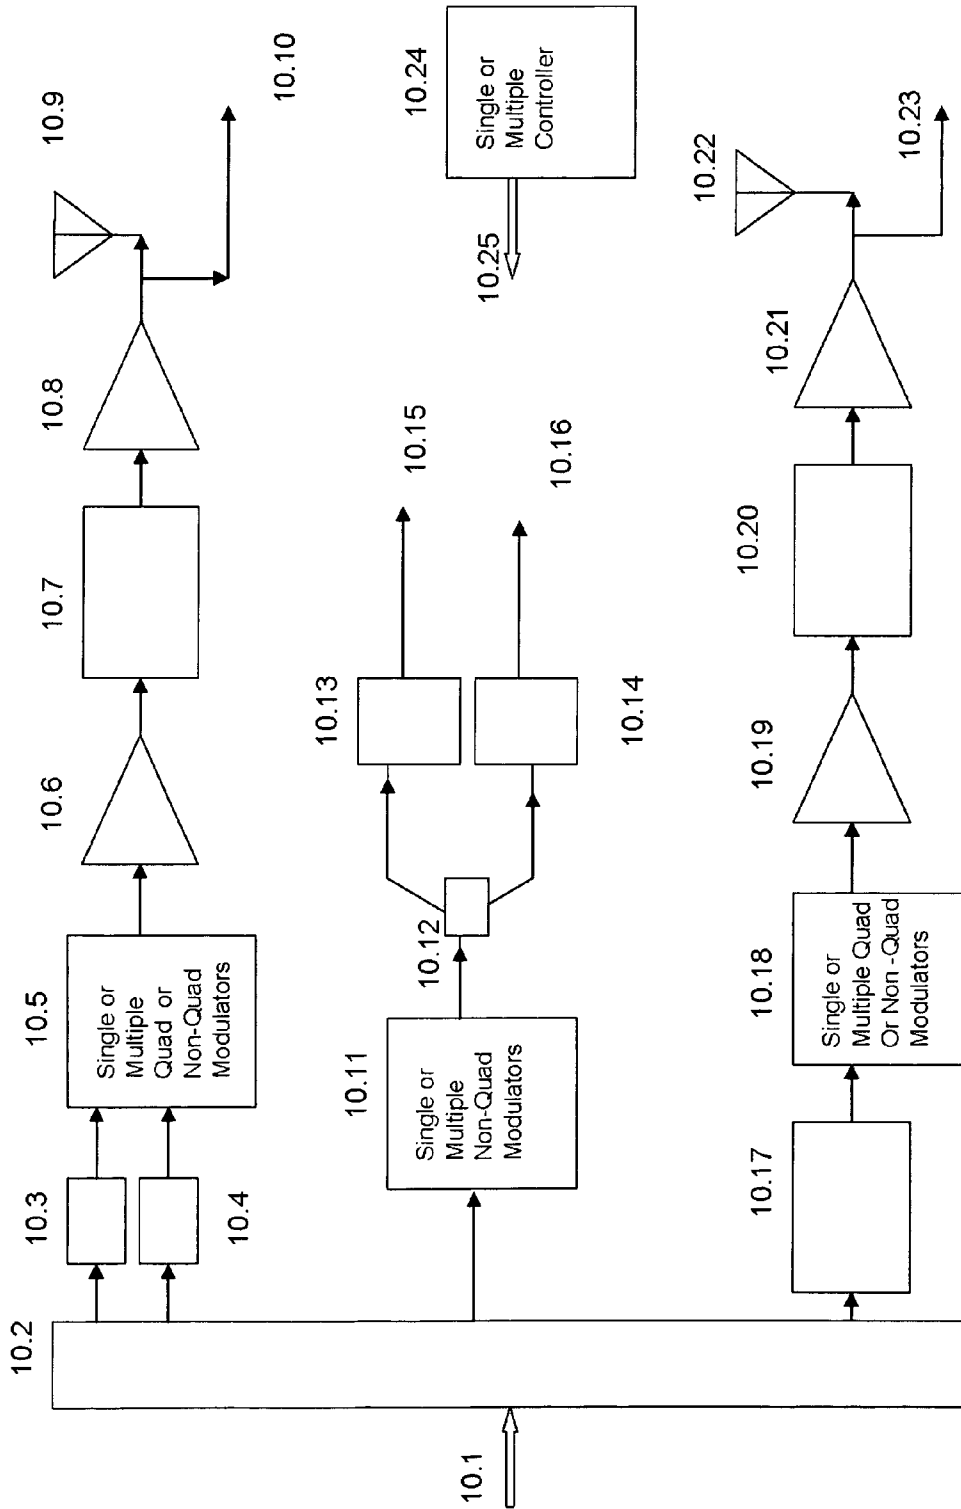 10.1
10.2
10.3
10.4
10.5
Single or
Multiple
Quad or
Non-Quad
Modulators
10.6
10.7
10.8
10.9
10.10
10.11
Single or
Multiple
Non-Quad
Modulators
10.12
10.13
10.14
10.15
10.16
10.24
Single or
Multiple
Controller
10.25
10.17
10.18
Single or
Multiple Quad
Or Non -Quad
Modulators
10.19
10.20
10.21
10.22
10.23